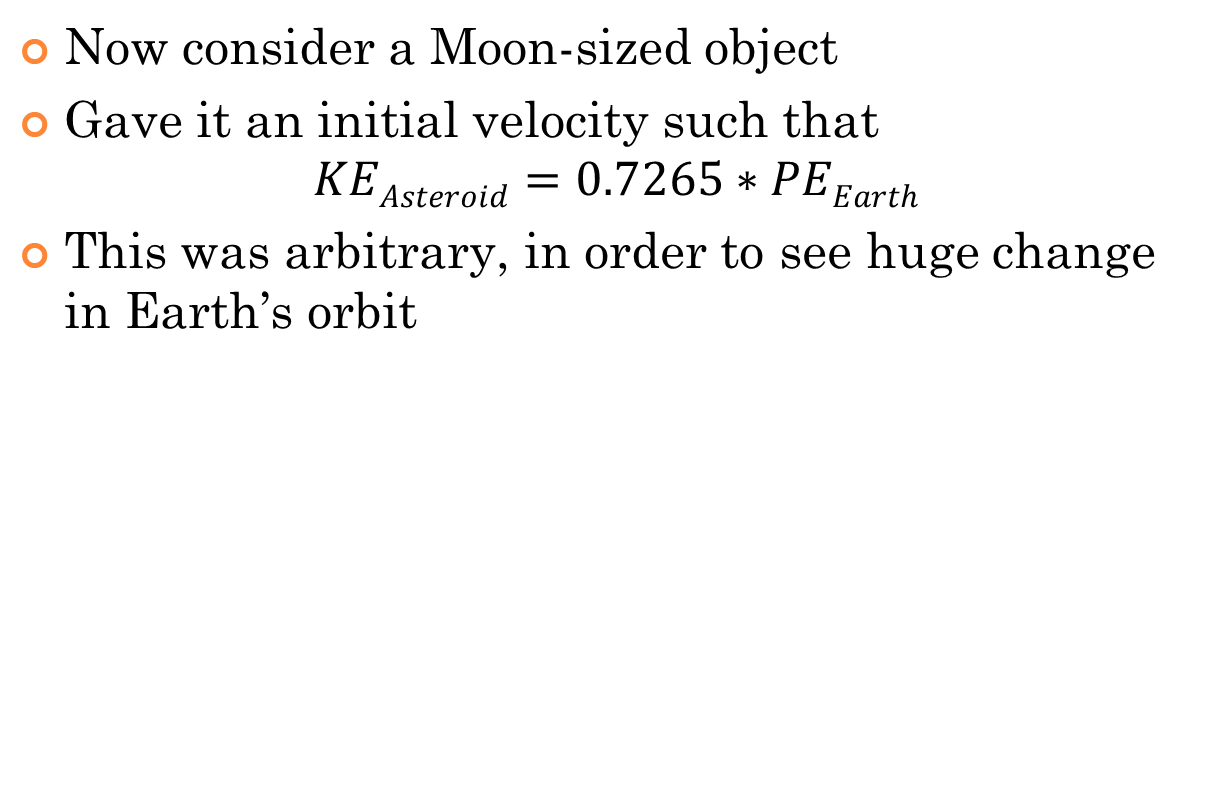 Now consider a Moon-sized object
Gave it an initial velocity such that
KE_Asteroid = 0.7265 * PE_Earth
This was arbitrary, in order to see huge change
in Earth’s orbit